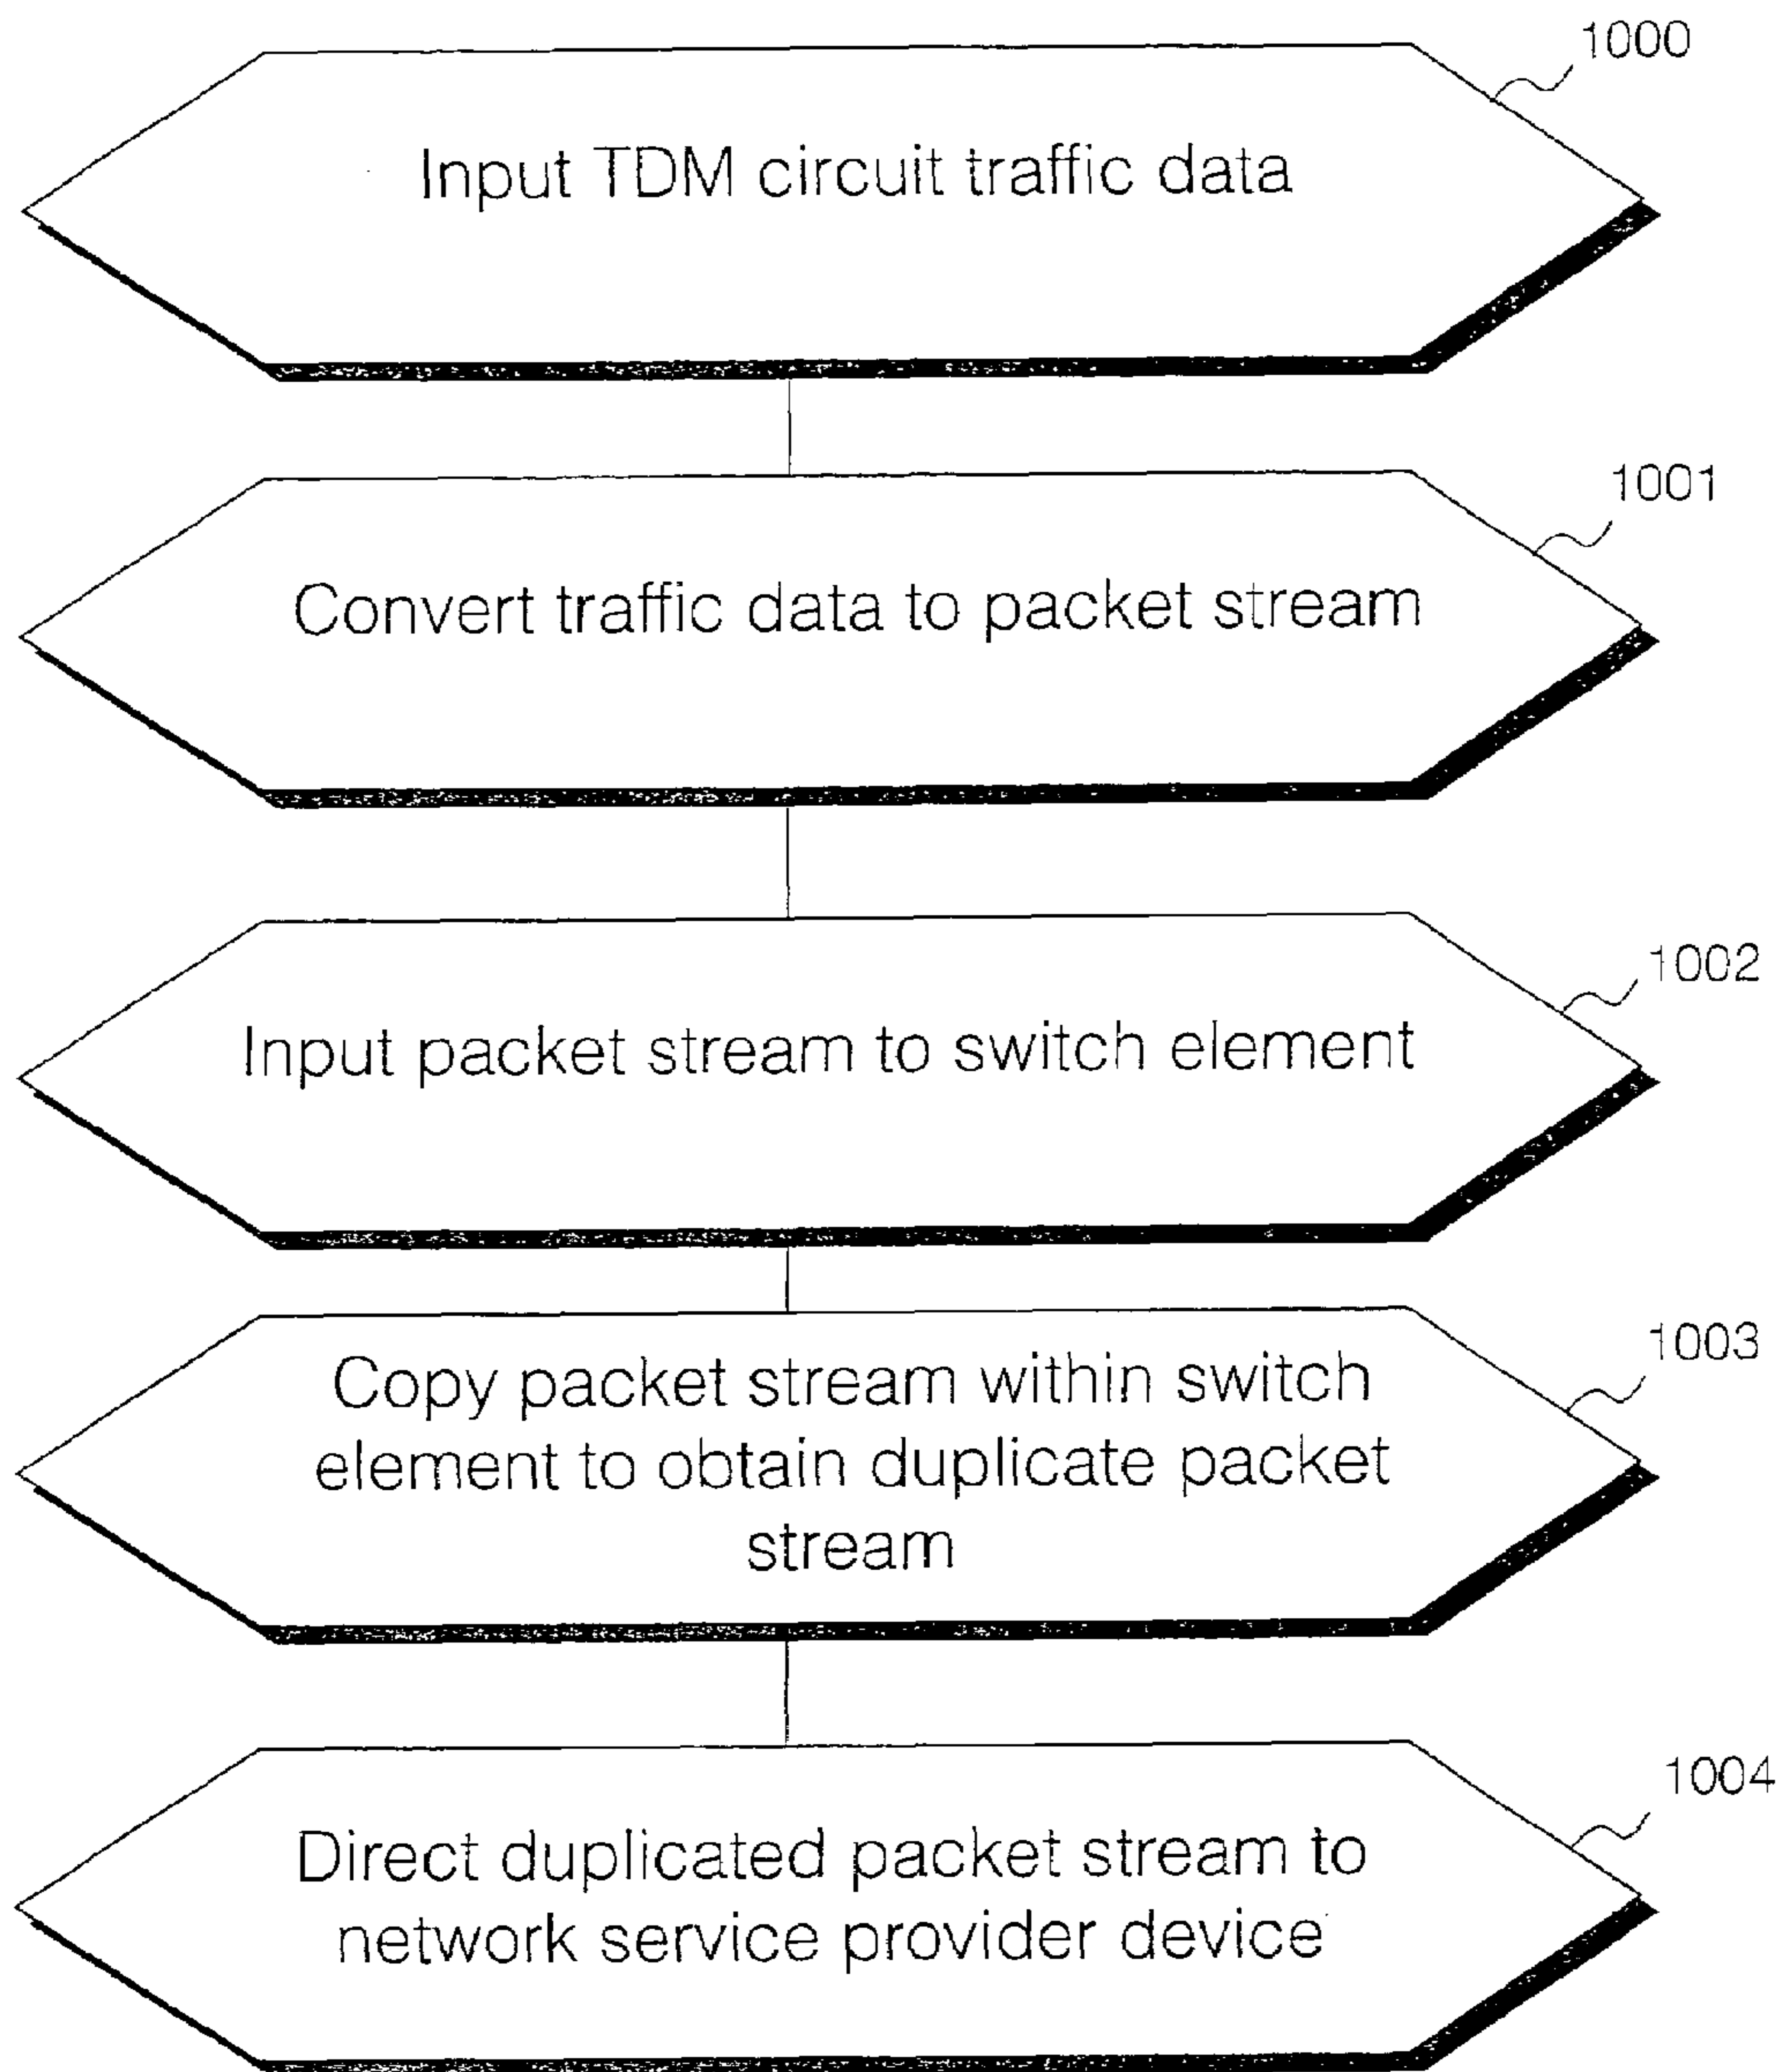 1000
Input TDM circuit traffic data
1001
Convert traffic data to packet stream
1002
Input packet stream to switch element
1003
Copy packet stream within switch
element to obtain duplicate packet
stream
1004
Direct duplicated packet stream to
network service provider device